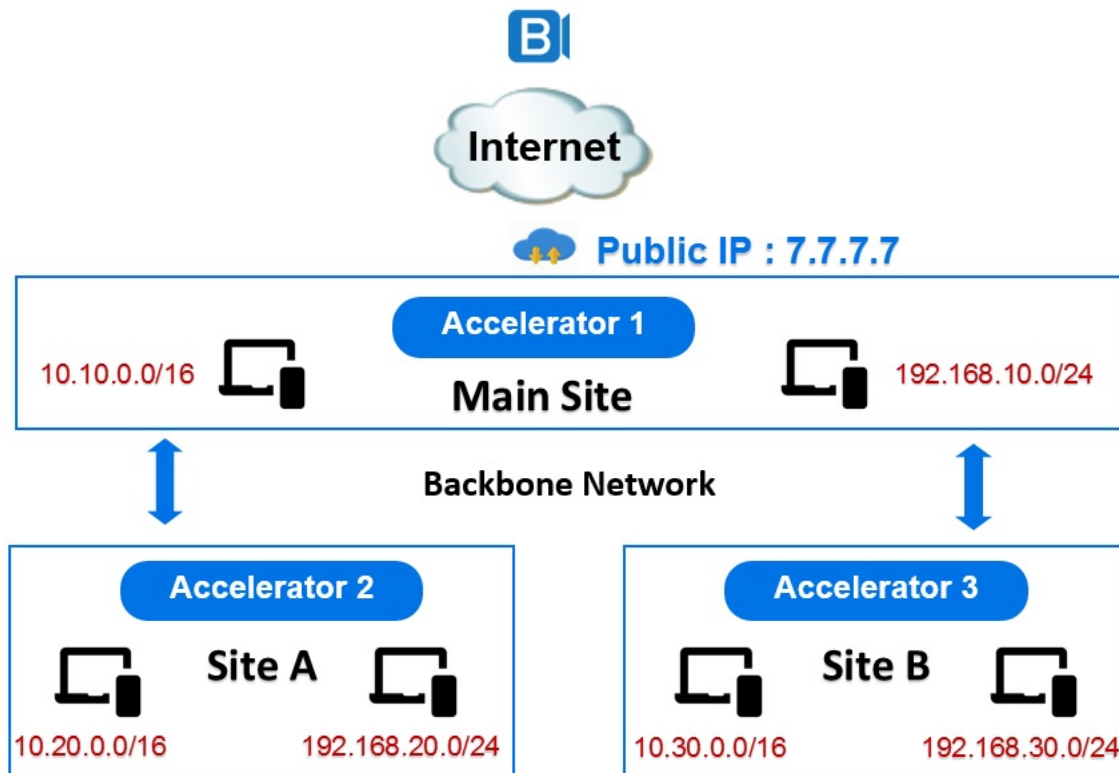 B
Internet
Public IP : 7.7.7.7
Accelerator 1
10.10.0.0/16
192.168.10.0/24
Main Site
Backbone Network
Accelerator 2
Accelerator 3
Site A
Site B
10.20.0.0/16
192.168.20.0/24
10.30.0.0/16
192.168.30.0/24